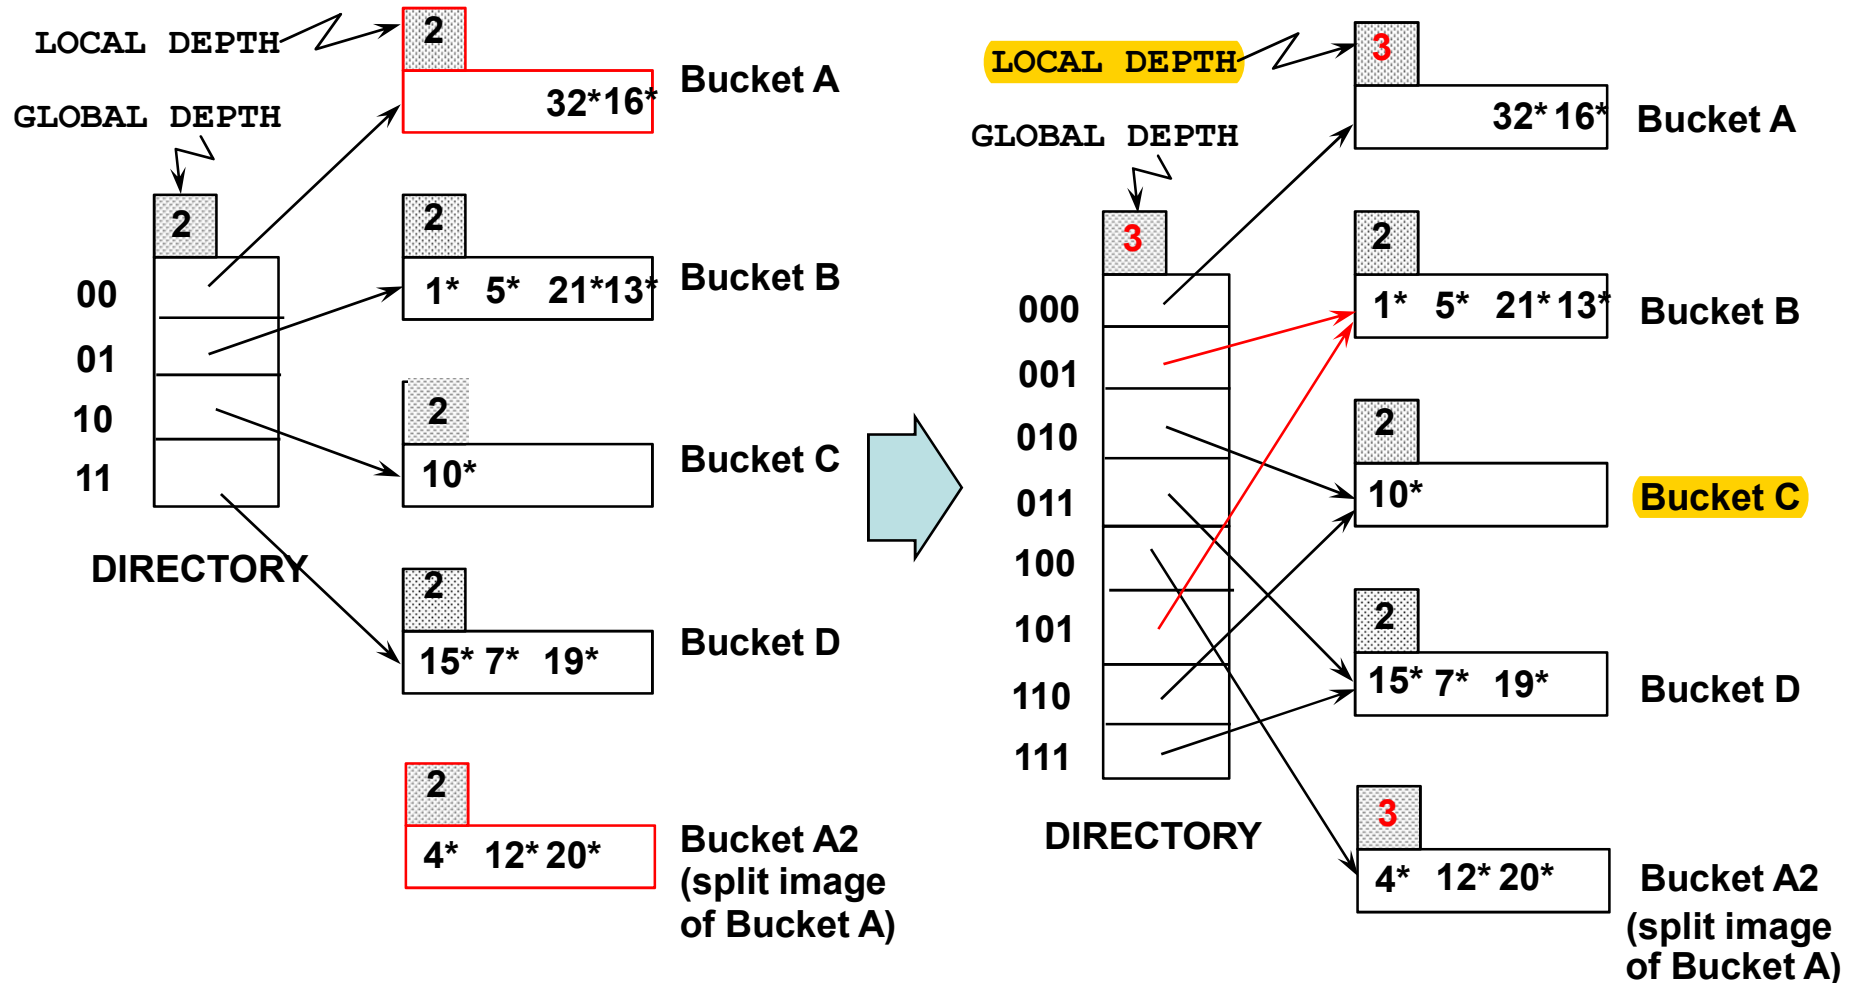 LOCAL DEPTH
2
32* 16*
Bucket A
GLOBAL DEPTH
2
00
01
10
11
DIRECTORY
2
1* 5* 21* 13*
Bucket B
2
10*
Bucket C
2
15* 7* 19*
Bucket D
2
4* 12* 20*
Bucket A2
(split image
of Bucket A)
LOCAL DEPTH
3
32* 16*
Bucket A
GLOBAL DEPTH
3
000
001
010
011
100
101
110
111
DIRECTORY
2
1* 5* 21* 13*
Bucket B
2
10*
Bucket C
2
15* 7* 19*
Bucket D
3
4* 12* 20*
Bucket A2
(split image
of Bucket A)